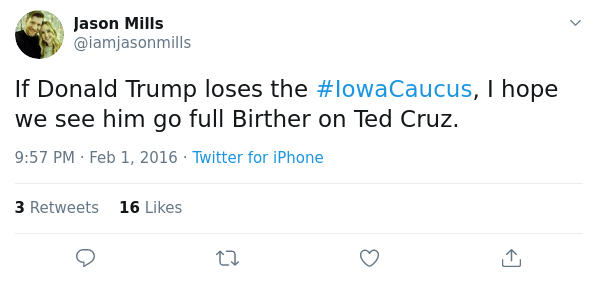 Jason Mills
@iamjasonmills
If Donald Trump loses the #IowaCaucus, I hope
we see him go full Birther on Ted Cruz.
9:57 PM · Feb 1, 2016 · Twitter for iPhone
3 Retweets 16 Likes